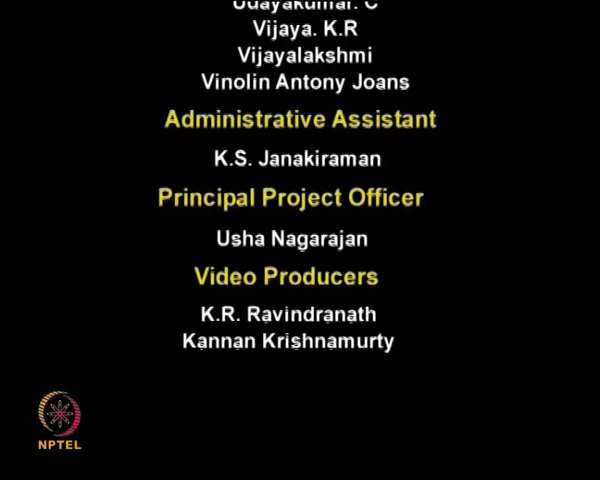 Udayakumar. C
Vijaya. K.R
Vijayalakshmi
Vinolin Antony Joans
Administrative Assistant
K.S. Janakiraman
Principal Project Officer
Usha Nagarajan
Video Producers
K.R. Ravindranath
Kannan Krishnamurty
NPTEL